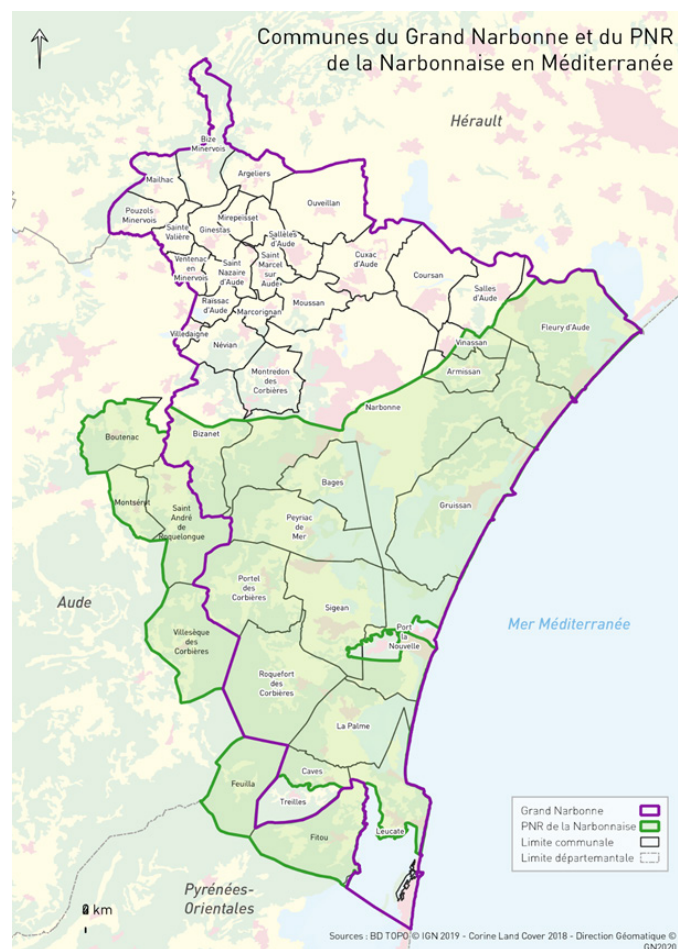 Communes du Grand Narbonne et du PNR
de la Narbonnaise en Méditerranée
Hérault
Bize
Minervois
Mailhac
Argeliers
Pouzols
Minervois
Ouveillan
Mirepeisset
Sainte
Valière
Ginestas
Sallèles
d'Aude
Cuxac
d'Aude
Ventenac
en
Minervois
Saint
Nazaire
d'Aude
Saint
Marcel
sur
Aude
Coursan
Salles
d'Aude
Raissac
d'Aude
Marcorignan
Moussan
Fleury d'Aude
Villedaigne
Névian
Vinassan
Montredon
des
Corbières
Armissan
Narbonne
Boutenac
Bizanet
Bages
Montséret
Saint
André
de
Roquelongue
Gruissan
Peyriac
de
Mer
Portel
des
Corbières
Aude
Sigean
Mer Méditerranée
Port
la
Nouvelle
Villesèque
des
Corbières
Roquefort
des
Corbières
La Palme
Caves
Feuilla
Treilles
Leucate
Fitou
Grand Narbonne
PNR de la Narbonnaise
Limite communale
Limite départamantale
Pyrénées-
Orientales
km
Sources : BD TOPO © IGN 2019 - Corine Land Cover 2018 - Direction Géomatique ©
GN2020